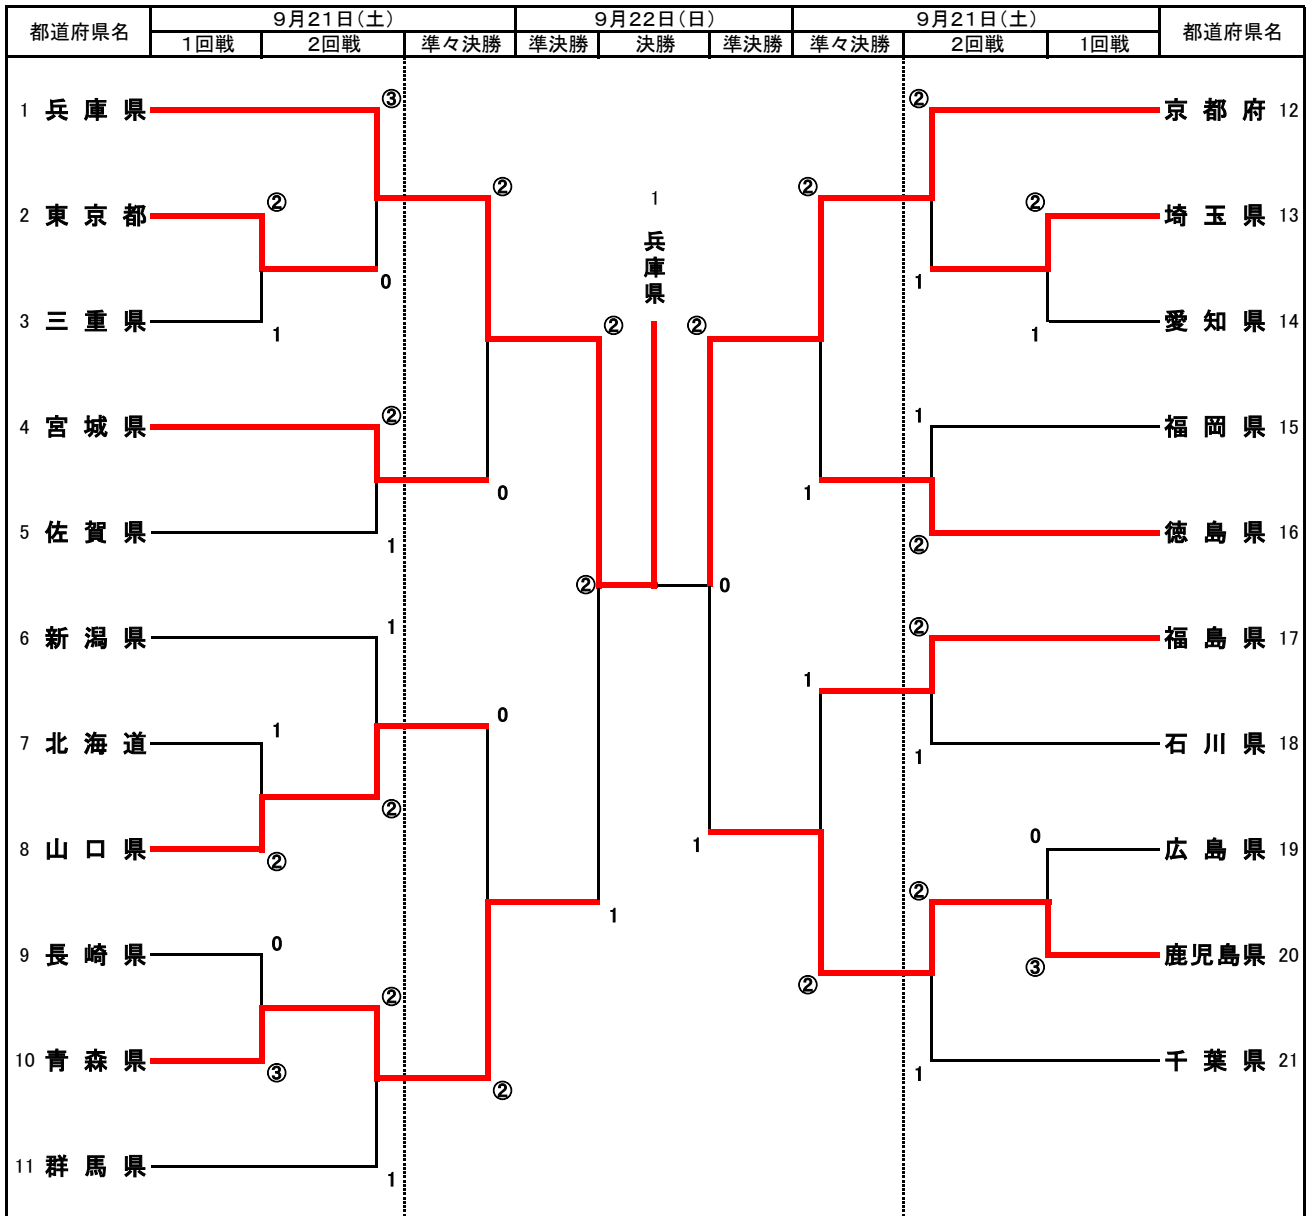 都道府県名 9月21日(土) 9月22日(日) 9月21日(土) 都道府県名
1回戦 2回戦 準々決勝 準決勝 決勝 準決勝 準々決勝 2回戦 1回戦
③ ②
1 兵庫県 京都府 12
② ②
1
② ②
2 東京都 埼玉県 13
兵庫県
0 1
3 三重県 愛知県 14
② ②
1 1
② 1
4 宮城県 福岡県 15
0 1
5 佐賀県 徳島県 16
1 ②
② 0
1 ②
6 新潟県 福島県 17
1
0
1
7 北海道 石川県 18
1
②
0
1
8 山口県 広島県 19
②
②
1
0
9 長崎県 鹿児島県 20
③
②
②
10 青森県 千葉県 21
③ 1
②
11 群馬県
1